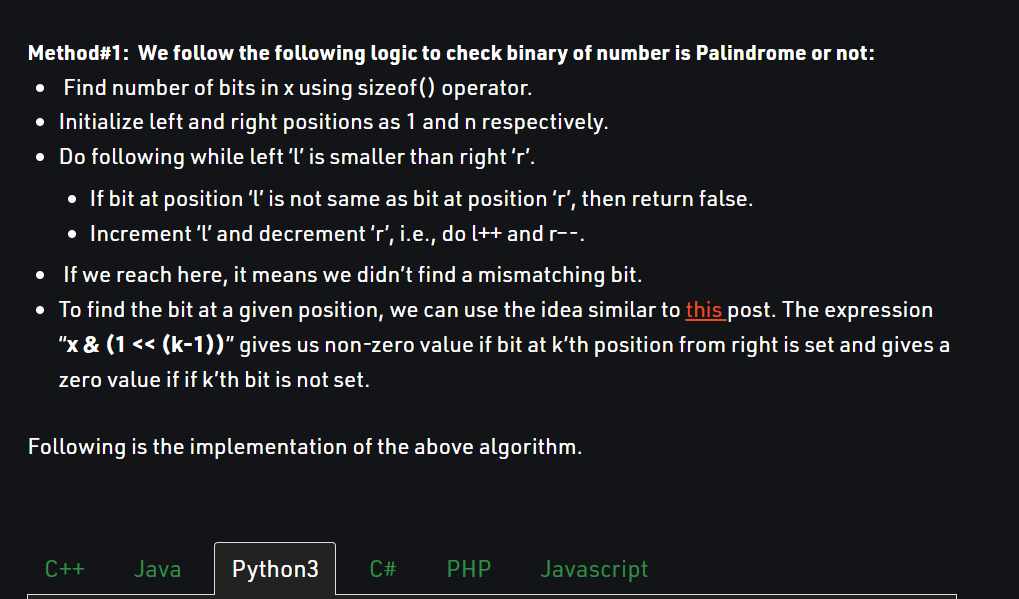 Method#1:  We follow the following logic to check binary of number is Palindrome or not:
Find number of bits in x using sizeof() operator.
Initialize left and right positions as 1 and n respectively.
Do following while left ‘l’ is smaller than right ‘r’.
If bit at position ‘l’ is not same as bit at position ‘r’, then return false.
Increment ‘l’ and decrement ‘r’, i.e., do l++ and r––.
If we reach here, it means we didn’t find a mismatching bit.
To find the bit at a given position, we can use the idea similar to this post. The expression
“x & (1 << (k-1))” gives us non-zero value if bit at k’th position from right is set and gives a
zero value if if k’th bit is not set.
Following is the implementation of the above algorithm.
C++ Java Python3 C# PHP Javascript